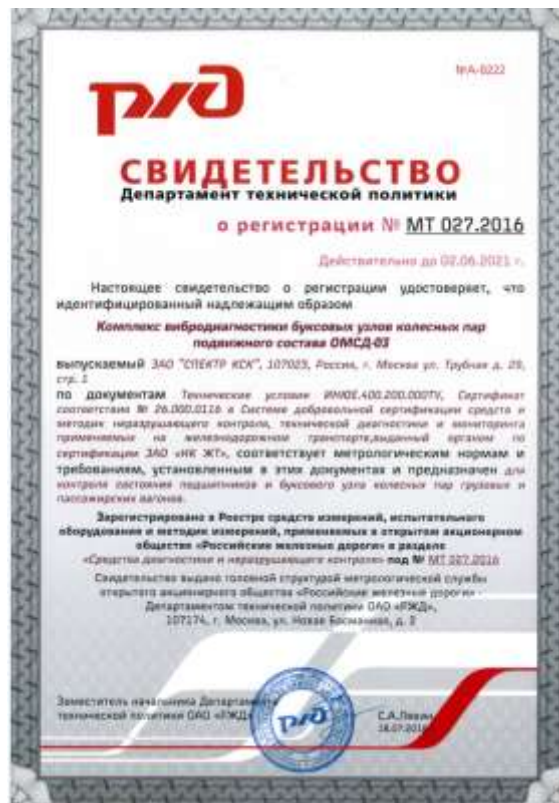 №А-0222
РЖД
СВИДЕТЕЛЬСТВО
Департамент технической политики
о регистрации № МТ 027.2016
Действительно до 02.06.2021 г.
Настоящее свидетельство о регистрации удостоверяет, что
идентифицированный надлежащим образом
Комплекс вибродиагностики буксовых узлов колесных пар
подвижного состава ОМСД-03
выпускаемый ЗАО "СПЕКТР КСК", 107023, Россия, г. Москва ул. Трубная д. 29,
стр. 1
по документам Технические условия 400.200.000ТУ, Сертификат
соответствия № 26.000.0116 в Системе добровольной сертификации средств и
методик неразрушающего контроля, технической диагностики и мониторинга
применяемых на железнодорожном транспорте,выданный органом по
сертификации ЗАО «НК ЖТ», соответствует метрологическим нормам и
требованиям, установленным в этих документах и предназначен для
контроля состояния подшипников и буксового узла колесных пар грузовых и
пассажирских вагонов.
Зарегистрировано в Реестре средств измерений, испытательного
оборудования и методик измерений, применяемых в открытом акционерном
обществе «Российские железные дороги» в разделе
«Средства диагностики и неразрушающего контроля» под № МТ 027.2016
Свидетельство выдано головной структурой метрологической службы
открытого акционерного общества «Российские железные дороги» -
Департаментом технической политики ОАО «РЖД»,
107174, г. Москва, ул. Новая Басманная, д. 2
Заместитель начальника Департамента
технической политики ОАО «РЖД»
РЖД
С.А.
18.07.2016